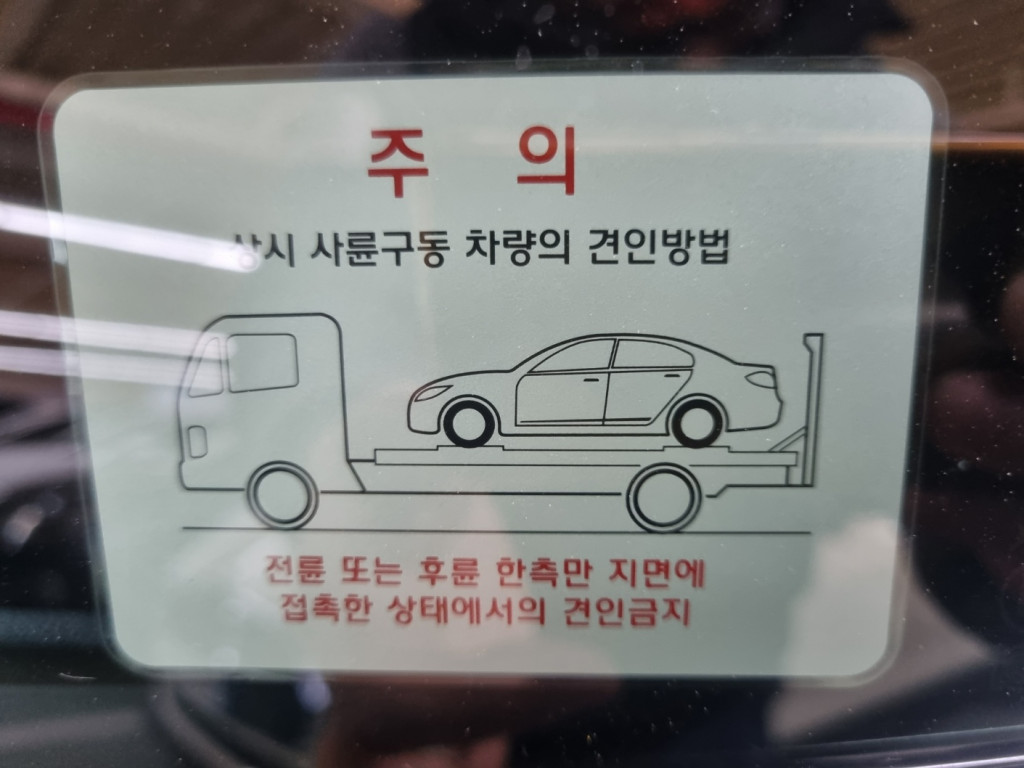 주 의
상시 사륜구동 차량의 견인방법
전륜 또는 후륜 한측만 지면에
접촉한 상태에서의 견인금지